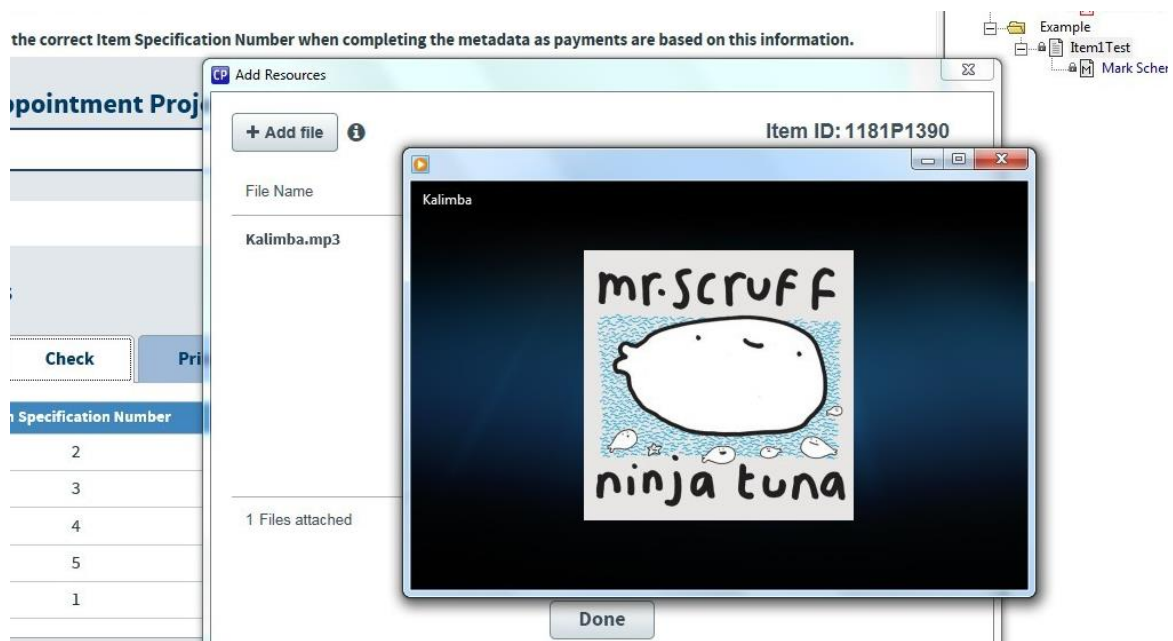 the correct Item Specification Number when completing the metadata as payments are based on this information.
Example
Item1Test
Mark Scher
CP Add Resources
ppointment Proj
+ Add file
Item ID: 1181P1390
File Name
Kalimba
Kalimba.mp3
mr.scruff
ninja tuna
Check
Pri
Specification Number
2
3
4
5
1
1 Files attached
Done